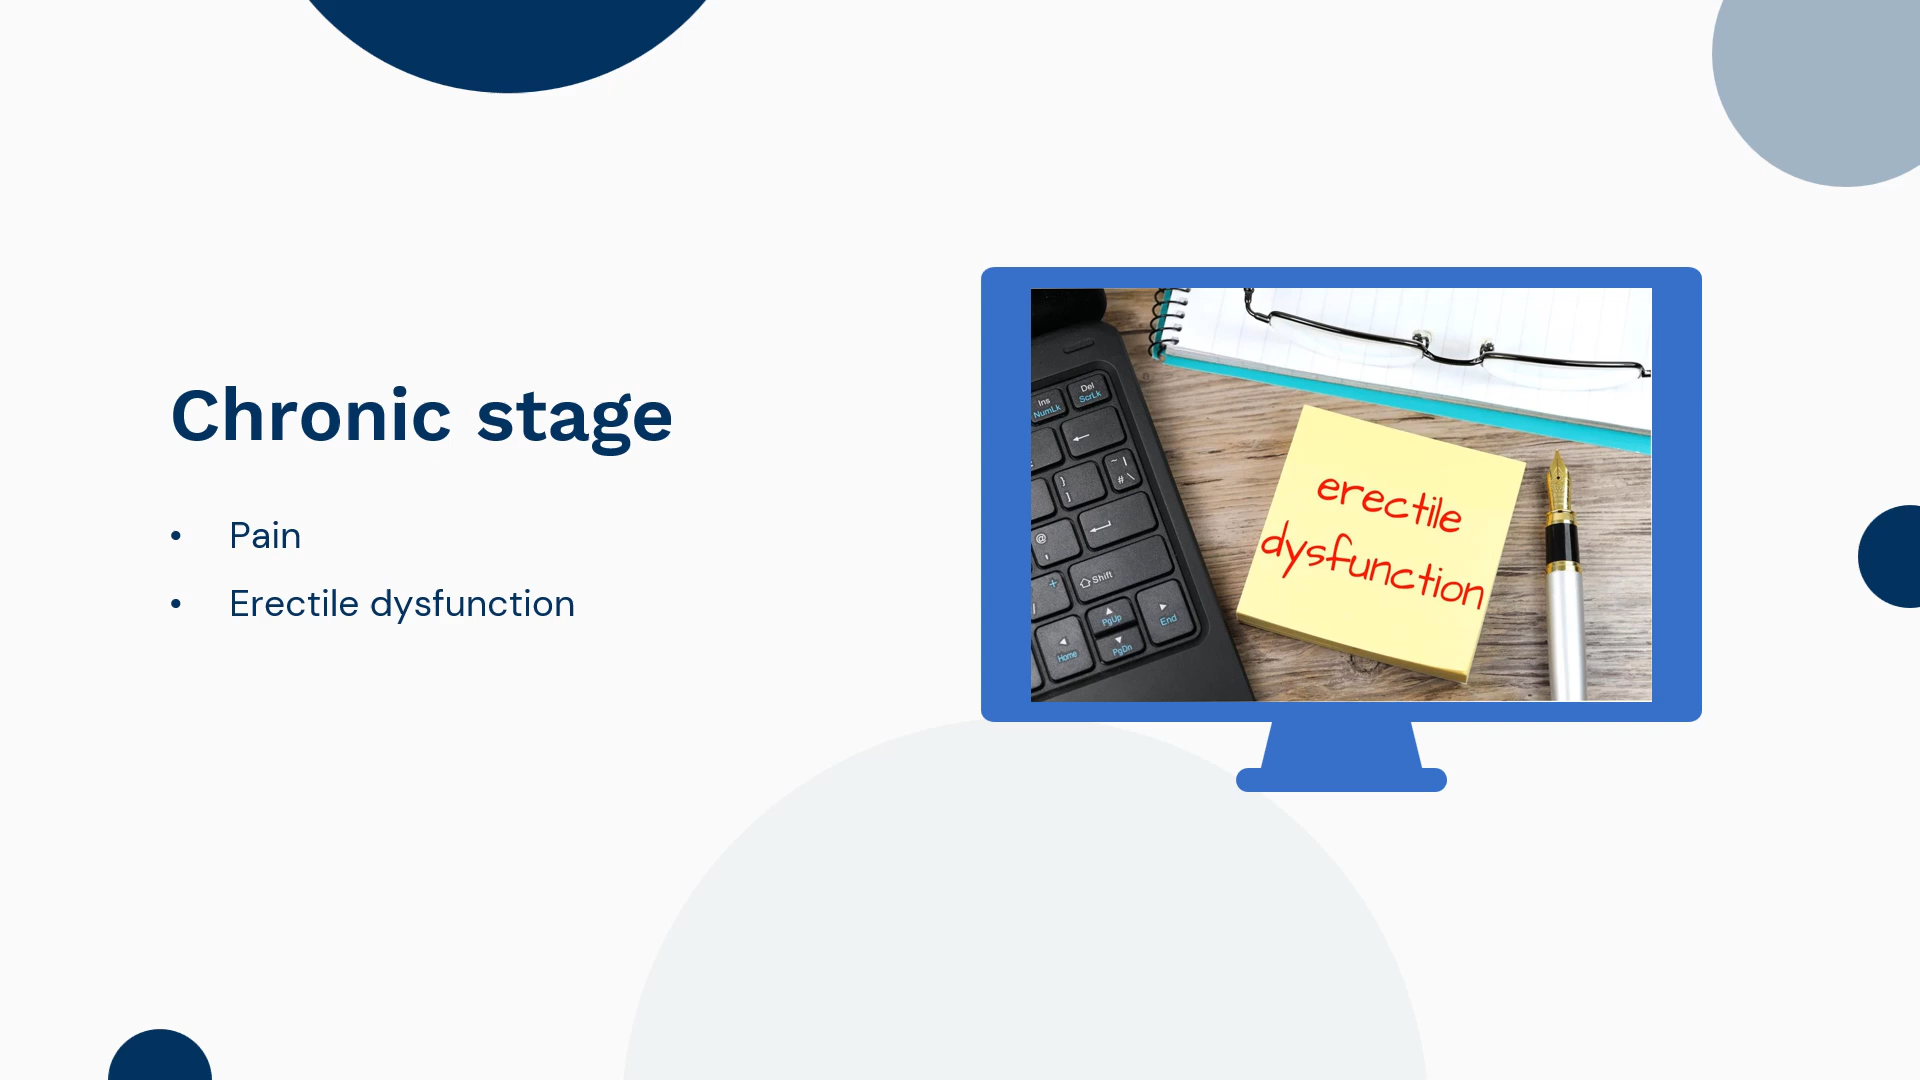 Chronic stage
• Pain
• Erectile dysfunction
erectile
dysfunction
Ins
NumLk
Del
ScrLk
}
]
~ |
# \
@
,
+
Shift
PgUp
Home
PgDn
End